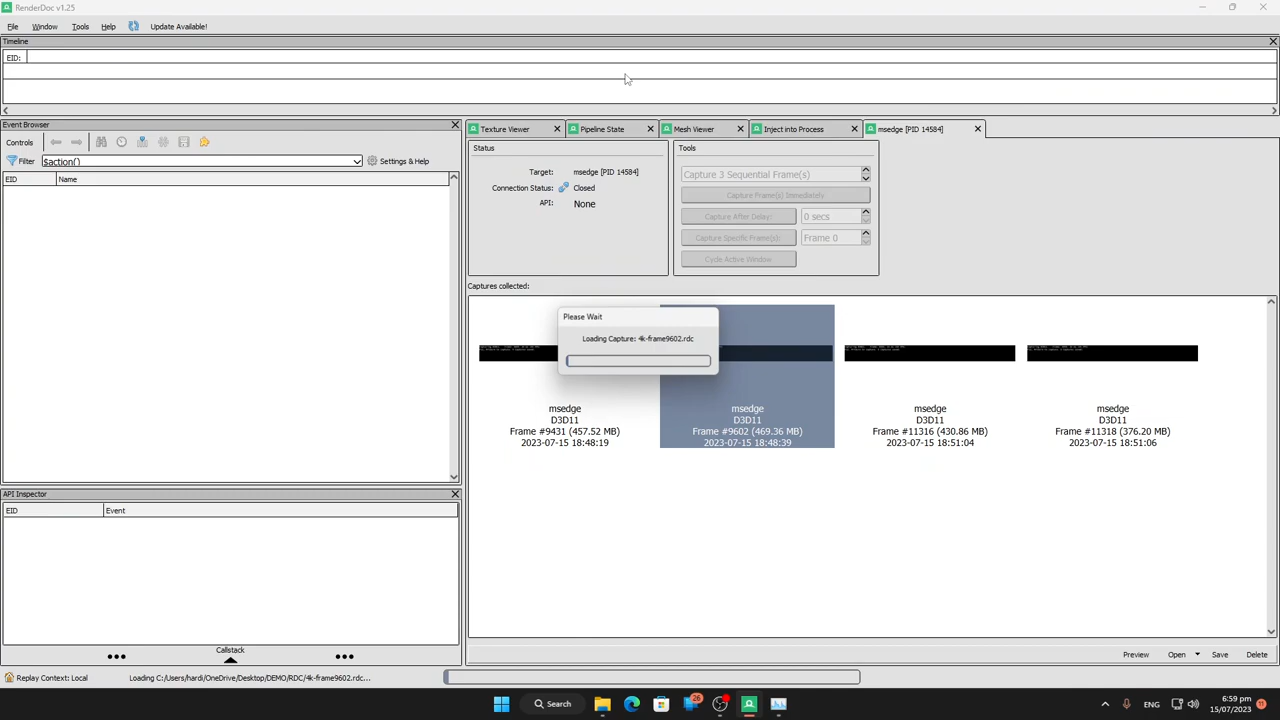 RenderDoc v1.25
File Window Tools Help Update Available!
Timeline
EID:
Event Browser
Controls
Filter $action() Settings & Help
EID Name
API Inspector
EID Event
Callstack
Texture Viewer Pipeline State Mesh Viewer Inject into Process msedge [PID 14584]
Status
Target: msedge [PID 14584]
Connection Status: Closed
API: None
Tools
Capture 3 Sequential Frame(s)
Capture Frame(s) Immediately
Capture After Delay: 0 secs
Capture Specific Frame(s): Frame 0
Cycle Active Window
Captures collected:
Please Wait
Loading Capture: 4k-frame9602.rdc
msedge
D3D11
Frame #9431 (457.52 MB)
2023-07-15 18:48:19
msedge
D3D11
Frame #9602 (469.36 MB)
2023-07-15 18:48:39
msedge
D3D11
Frame #11316 (430.86 MB)
2023-07-15 18:51:04
msedge
D3D11
Frame #11318 (376.20 MB)
2023-07-15 18:51:06
Preview Open Save Delete
Replay Context: Local Loading C:/Users/hardi/OneDrive/Desktop/DEMO/RDC/4k-frame9602.rdc...
Search
26
ENG
6:59 pm
15/07/2023
11